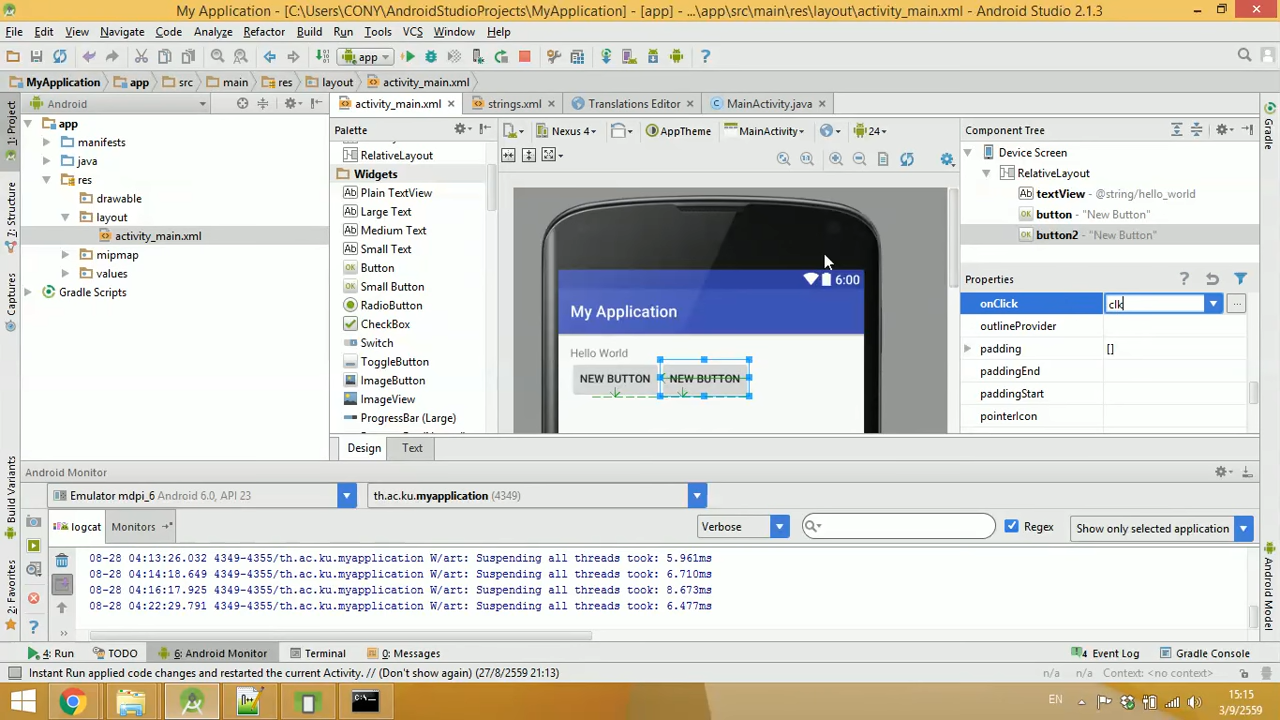 My Application - [C:\Users\CONY\AndroidStudioProjects\MyApplication] - [app] - ...\app\src\main\res\layout\activity_main.xml - Android Studio 2.1.3
File Edit View Navigate Code Analyze Refactor Build Run Tools VCS Window Help
app
MyApplication app src main res layout activity_main.xml
Android
activity_main.xml strings.xml Translations Editor MainActivity.java
1: Project
7: Structure
Captures
Build Variants
2: Favorites
app
manifests
java
res
drawable
layout
activity_main.xml
mipmap
values
Gradle Scripts
Palette
RelativeLayout
Widgets
Plain TextView
Large Text
Medium Text
Small Text
Button
Small Button
RadioButton
CheckBox
Switch
ToggleButton
ImageButton
ImageView
ProgressBar (Large)
Design Text
Nexus 4 AppTheme MainActivity 24
6:00
My Application
Hello World
NEW BUTTON NEW BUTTON
Component Tree
Device Screen
RelativeLayout
textView - @string/hello_world
button - "New Button"
button2 - "New Button"
Properties
onClick clk
outlineProvider
padding []
paddingEnd
paddingStart
pointerIcon
Gradle
Android Model
Android Monitor
Emulator mdpi_6 Android 6.0, API 23 th.ac.ku.myapplication (4349)
logcat Monitors Verbose Regex Show only selected application
08-28 04:13:26.032 4349-4355/th.ac.ku.myapplication W/art: Suspending all threads took: 5.961ms
08-28 04:14:18.649 4349-4355/th.ac.ku.myapplication W/art: Suspending all threads took: 6.710ms
08-28 04:16:17.925 4349-4355/th.ac.ku.myapplication W/art: Suspending all threads took: 8.673ms
08-28 04:22:29.791 4349-4355/th.ac.ku.myapplication W/art: Suspending all threads took: 6.477ms
4: Run TODO 6: Android Monitor Terminal 0: Messages 4 Event Log Gradle Console
Instant Run applied code changes and restarted the current Activity. // (Don't show again) (27/8/2559 21:13) n/a n/a Context: <no context>
EN 15:15
3/9/2559